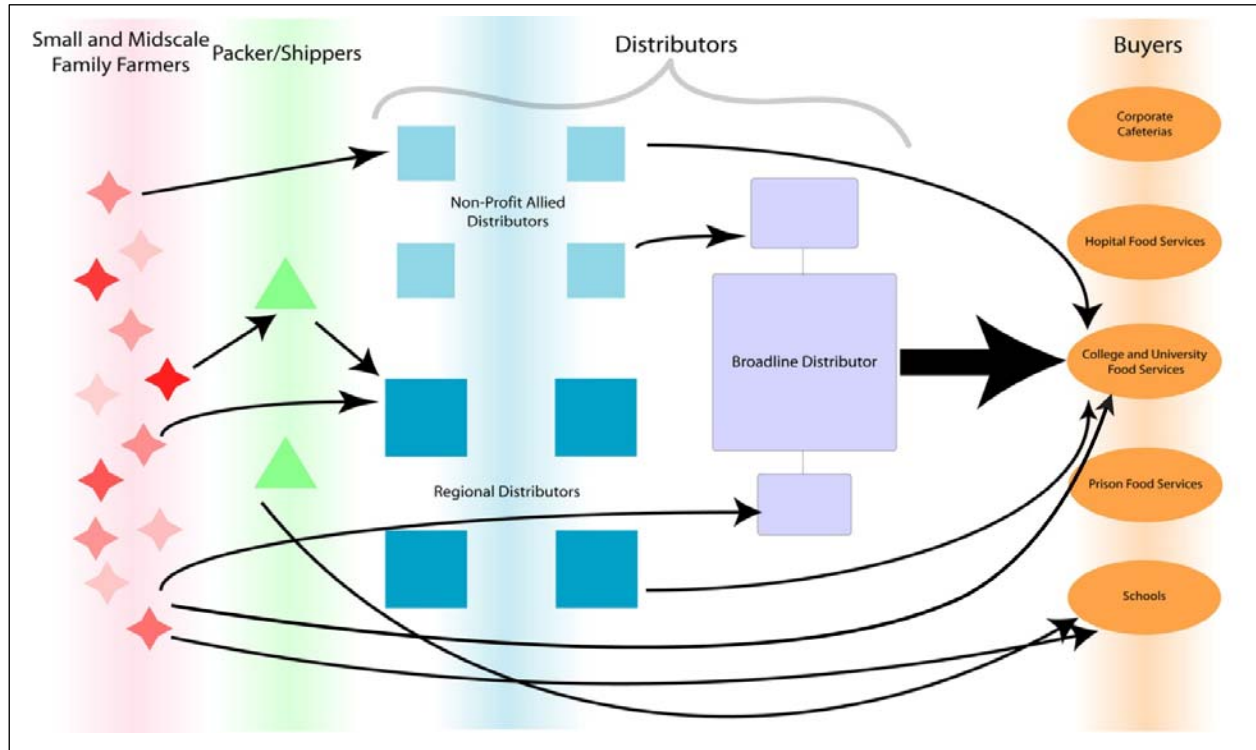 Small and Midscale
Family Farmers
Packer/Shippers
Distributors
Buyers
Corporate
Cafeterias
Non-Profit Allied
Distributors
Hopital Food Services
Broadline Distributor
College and University
Food Services
Regional Distributors
Prison Food Services
Schools